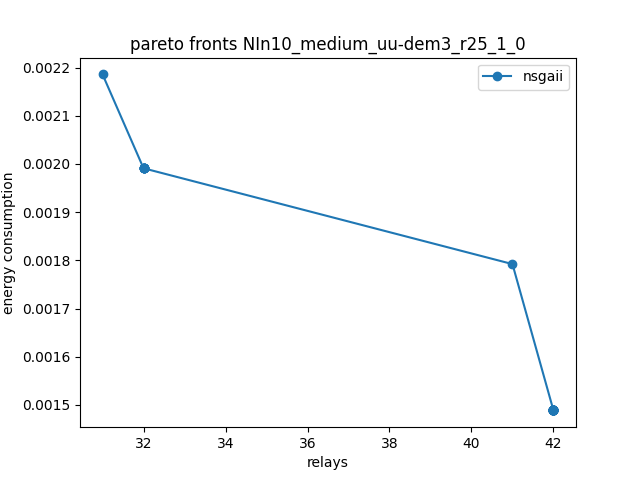 pareto fronts NIn10_medium_uu-dem3_r25_1_0
nsgaii
0.0022
0.0021
0.0020
0.0019
0.0018
0.0017
0.0016
0.0015
energy consumption
32 34 36 38 40 42
relays